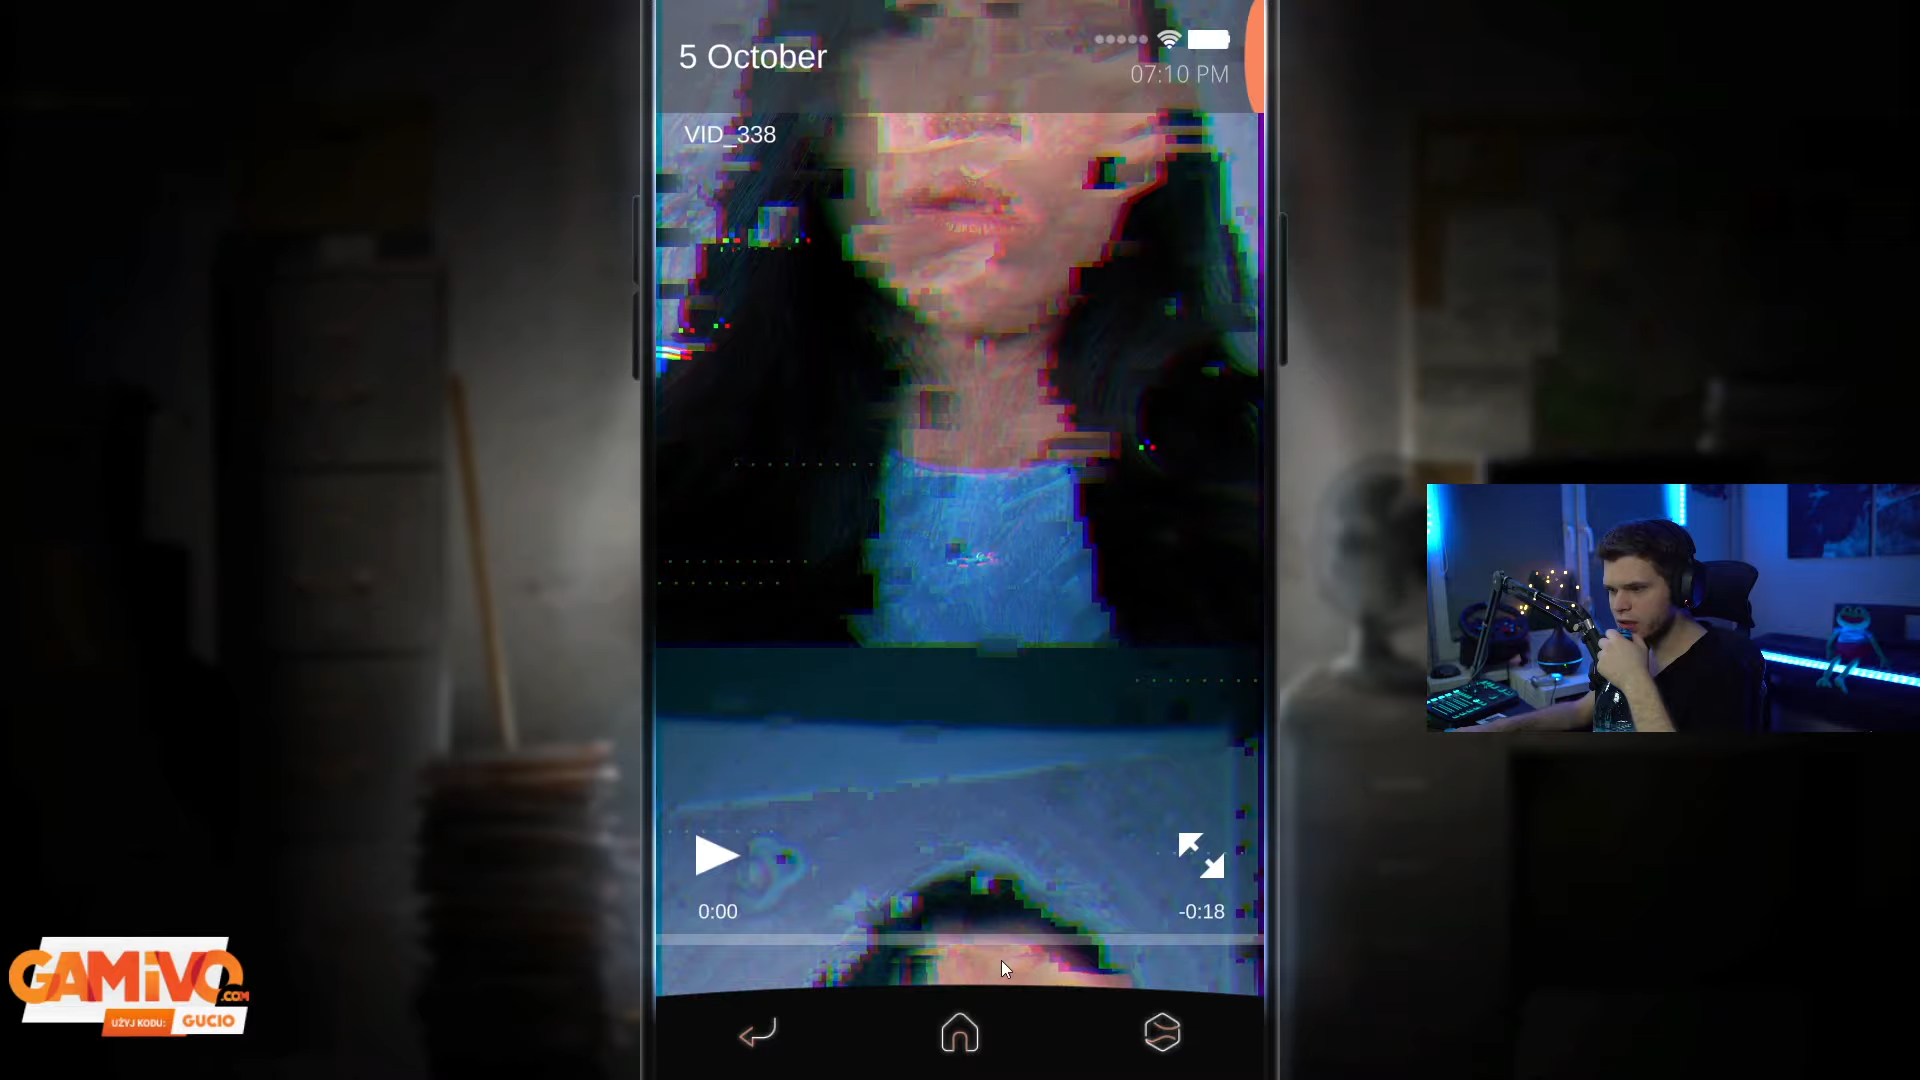 5 October
07:10 PM
VID_338
0:00
-0:18
GAMIVO
.COM
UŻYJ KODU:
GUCIO